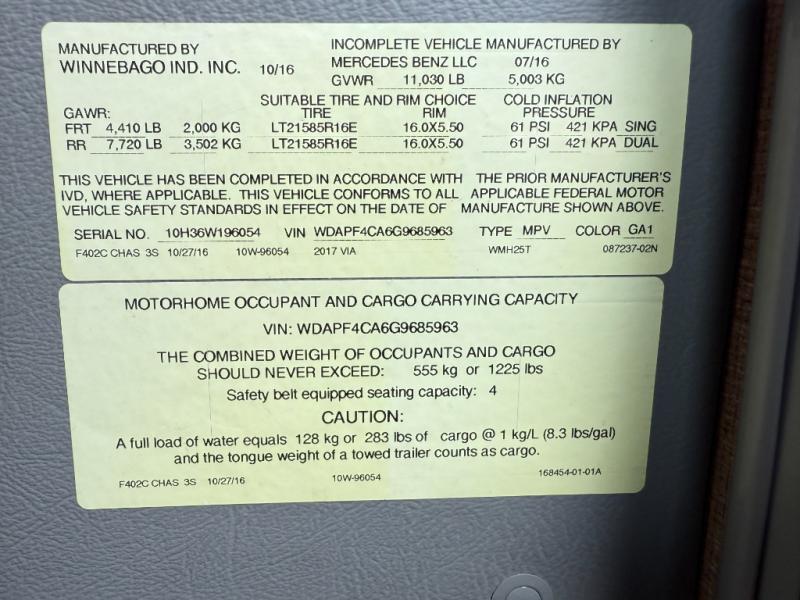 MANUFACTURED BY INCOMPLETE VEHICLE MANUFACTURED BY
WINNEBAGO IND. INC. 10/16 MERCEDES BENZ LLC 07/16
GVWR 11,030 LB 5,003 KG
SUITABLE TIRE AND RIM CHOICE COLD INFLATION
GAWR: TIRE RIM PRESSURE
FRT 4,410 LB 2,000 KG LT21585R16E 16.0X5.50 61 PSI 421 KPA SING
RR 7,720 LB 3,502 KG LT21585R16E 16.0X5.50 61 PSI 421 KPA DUAL
THIS VEHICLE HAS BEEN COMPLETED IN ACCORDANCE WITH THE PRIOR MANUFACTURER'S
IVD, WHERE APPLICABLE. THIS VEHICLE CONFORMS TO ALL APPLICABLE FEDERAL MOTOR
VEHICLE SAFETY STANDARDS IN EFFECT ON THE DATE OF MANUFACTURE SHOWN ABOVE.
SERIAL NO. 10H36W196054 VIN WDAPF4CA6G9685963 TYPE MPV COLOR GA1
F402C CHAS 3S 10/27/16 10W-96054 2017 VIA WMH25T 087237-02N
MOTORHOME OCCUPANT AND CARGO CARRYING CAPACITY
VIN: WDAPF4CA6G9685963
THE COMBINED WEIGHT OF OCCUPANTS AND CARGO
SHOULD NEVER EXCEED: 555 kg or 1225 lbs
Safety belt equipped seating capacity: 4
CAUTION:
A full load of water equals 128 kg or 283 lbs of cargo @ 1 kg/L (8.3 lbs/gal)
and the tongue weight of a towed trailer counts as cargo.
F402C CHAS 3S 10/27/16 10W-96054 168454-01-01A